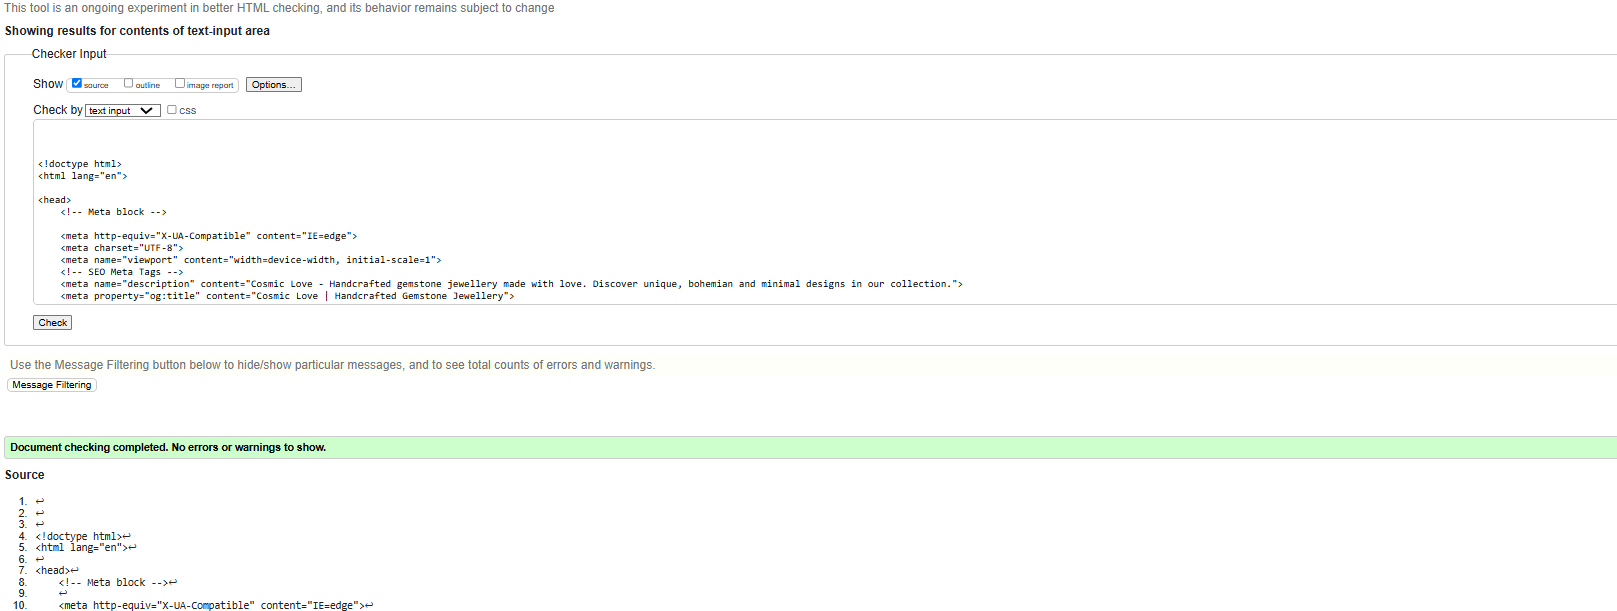 This tool is an ongoing experiment in better HTML checking, and its behavior remains subject to change
Showing results for contents of text-input area
Checker Input
Show source outline image report Options...
Check by text input css
<!doctype html>
<html lang="en">
<head>
<!-- Meta block -->
<meta http-equiv="X-UA-Compatible" content="IE=edge">
<meta charset="UTF-8">
<meta name="viewport" content="width=device-width, initial-scale=1">
<!-- SEO Meta Tags -->
<meta name="description" content="Cosmic Love - Handcrafted gemstone jewellery made with love. Discover unique, bohemian and minimal designs in our collection.">
<meta property="og:title" content="Cosmic Love | Handcrafted Gemstone Jewellery">
Check
Use the Message Filtering button below to hide/show particular messages, and to see total counts of errors and warnings.
Message Filtering
Document checking completed. No errors or warnings to show.
Source
1. ↩
2. ↩
3. ↩
4. <!doctype html>↩
5. <html lang="en">↩
6. ↩
7. <head>↩
8. <!-- Meta block -->↩
9. ↩
10. <meta http-equiv="X-UA-Compatible" content="IE=edge">↩